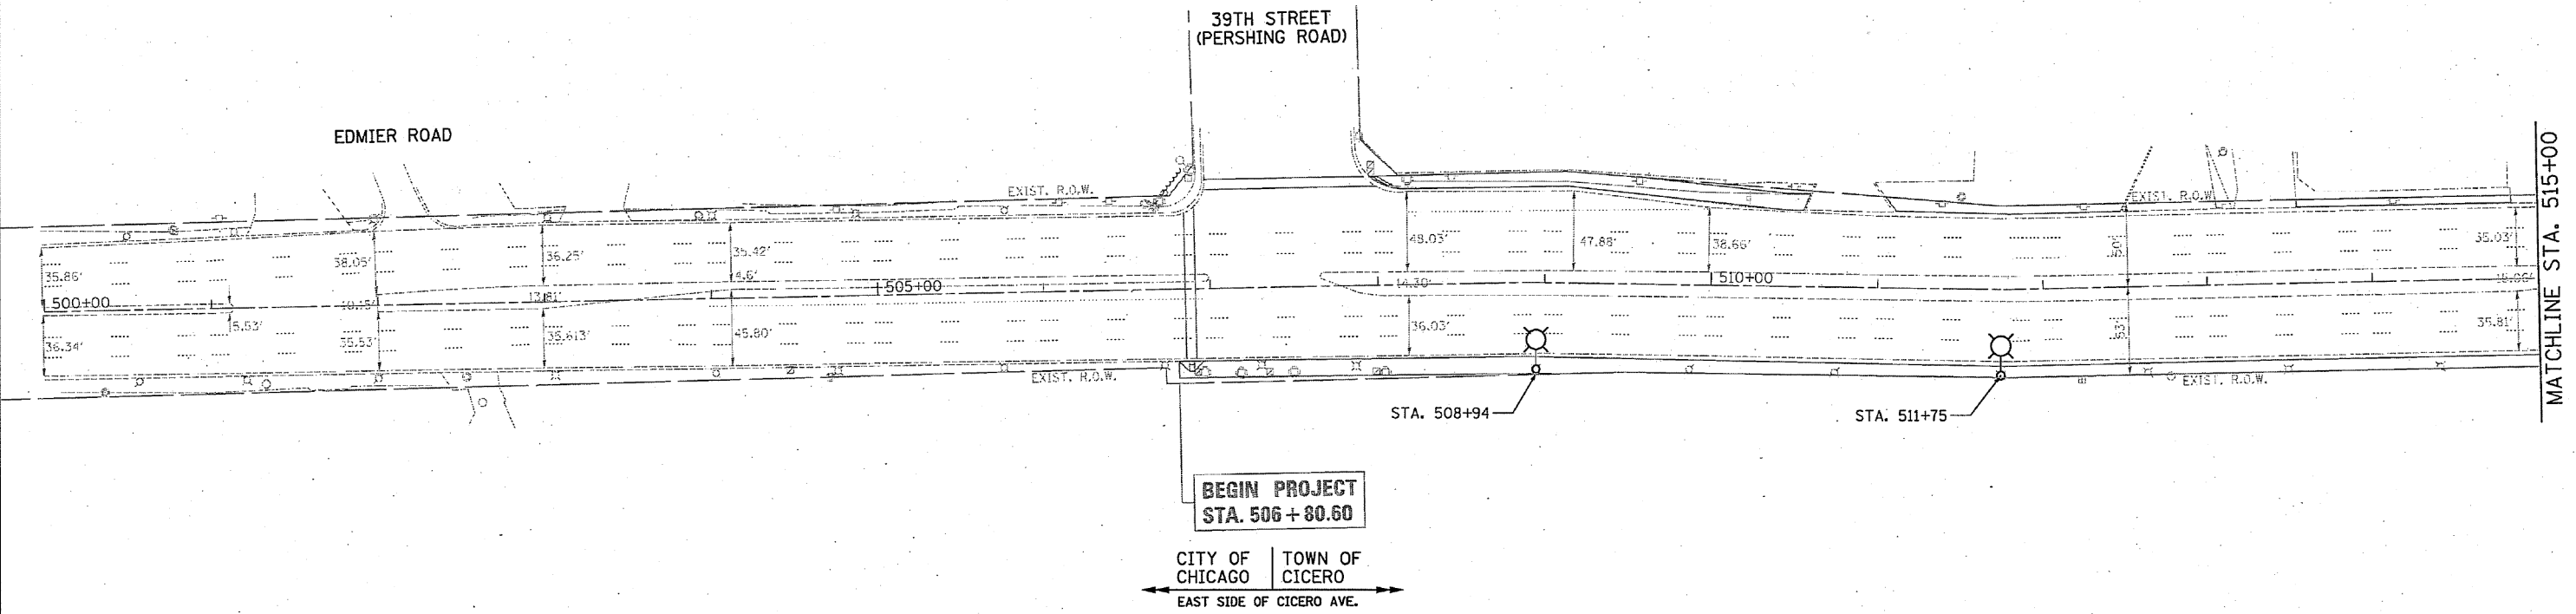 39TH STREET
(PERSHING ROAD)
EDMIER ROAD
EXIST. R.O.W.
EXIST. R.O.W.
MATCHLINE STA. 515+00
35.86'
38.05'
36.25'
35.42'
4.6'
48.03'
47.88'
38.66'
35.03'
500+00
505+00
510+00
14.30'
5.53'
36.34'
35.53'
35.613'
45.80'
36.03'
35.81'
EXIST. R.O.W.
EXIST. R.O.W.
STA. 508+94
STA. 511+75
BEGIN PROJECT
STA. 506+80.60
CITY OF
CHICAGO
TOWN OF
CICERO
EAST SIDE OF CICERO AVE.